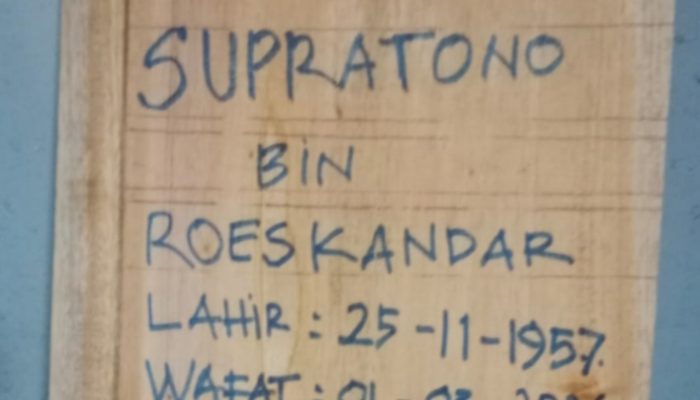 SUPRATONO
BIN
ROESKANDAR
LAHIR : 25-11-1957.
WAFAT :